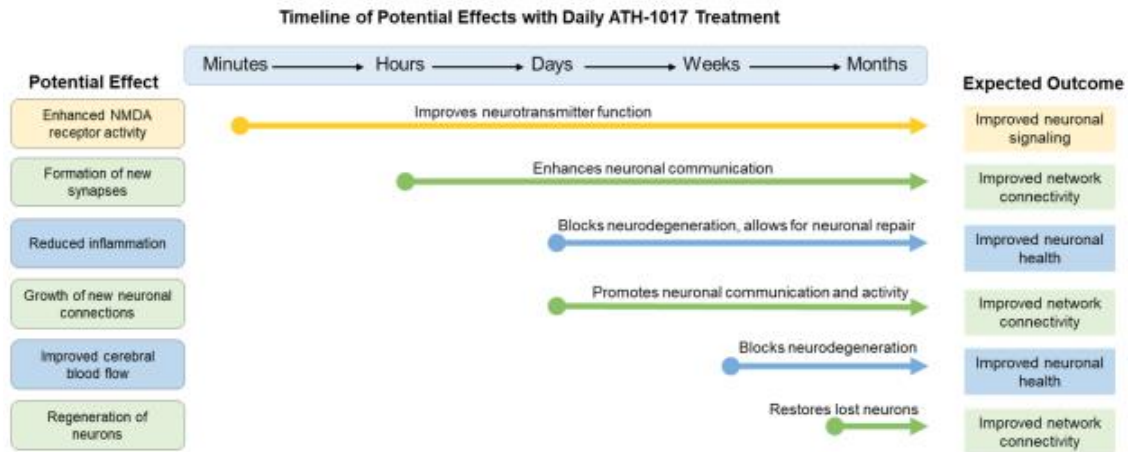 Timeline of Potential Effects with Daily ATH-1017 Treatment
Minutes Hours Days Weeks Months
Potential Effect
Expected Outcome
Enhanced NMDA
receptor activity
Improves neurotransmitter function
Improved neuronal
signaling
Formation of new
synapses
Enhances neuronal communication
Improved network
connectivity
Reduced inflammation
Blocks neurodegeneration, allows for neuronal repair
Improved neuronal
health
Growth of new neuronal
connections
Promotes neuronal communication and activity
Improved network
connectivity
Improved cerebral
blood flow
Blocks neurodegeneration
Improved neuronal
health
Regeneration of
neurons
Restores lost neurons
Improved network
connectivity